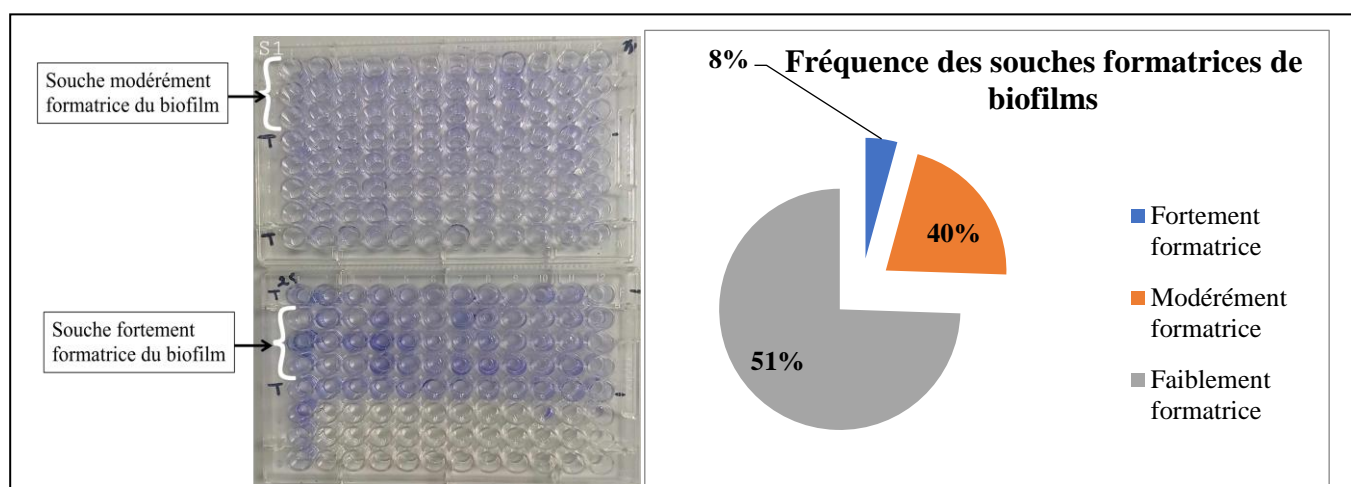 Souche modérément
formatrice du biofilm
Souche fortement
formatrice du biofilm
S1
T
T
T
T
Fréquence des souches formatrices de
biofilms
8%
40%
51%
Fortement
formatrice
Modérément
formatrice
Faiblement
formatrice